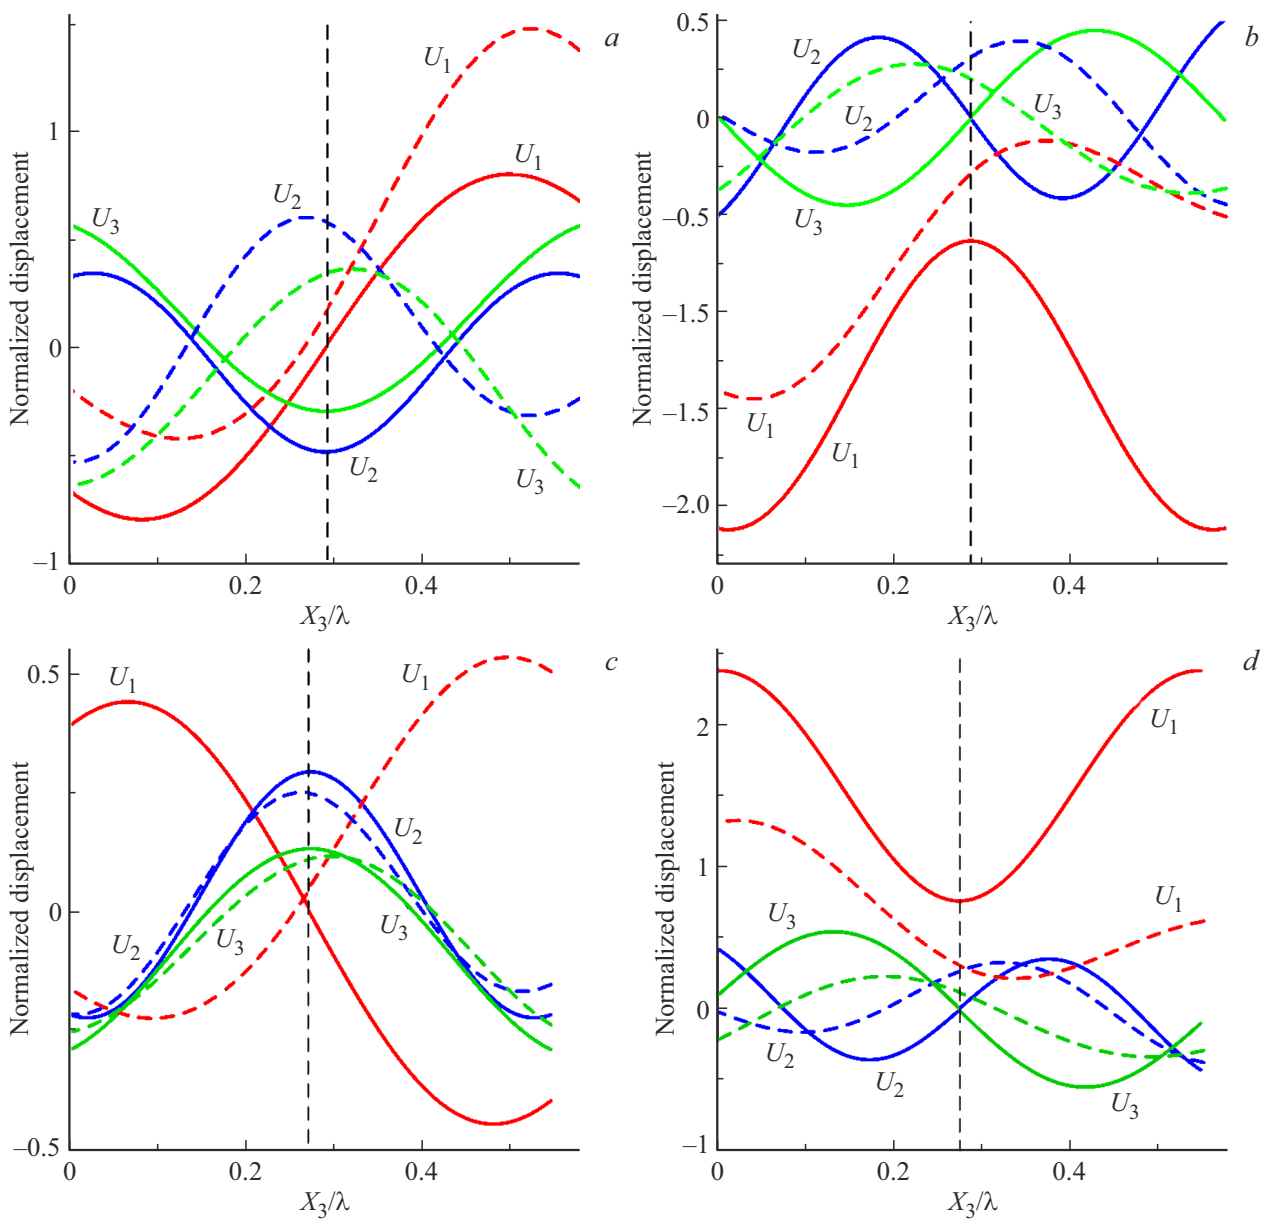 a
U1
1
U2
U3
U1
0
U2
U3
−1
0
0.2
0.4
Normalized displacement
X3/λ
b
0.5
U2
U2
U3
0
−0.5
U3
−1.5
U1
U1
−1.5
−2.0
0
0.2
0.4
Normalized displacement
X3/λ
c
0.5
U1
U1
U2
0
U2
U3
U3
−0.5
0
0.2
0.4
Normalized displacement
X3/λ
d
2
U1
1
U3
U1
0
U2
U2
U3
−1
0
0.2
0.4
Normalized displacement
X3/λ